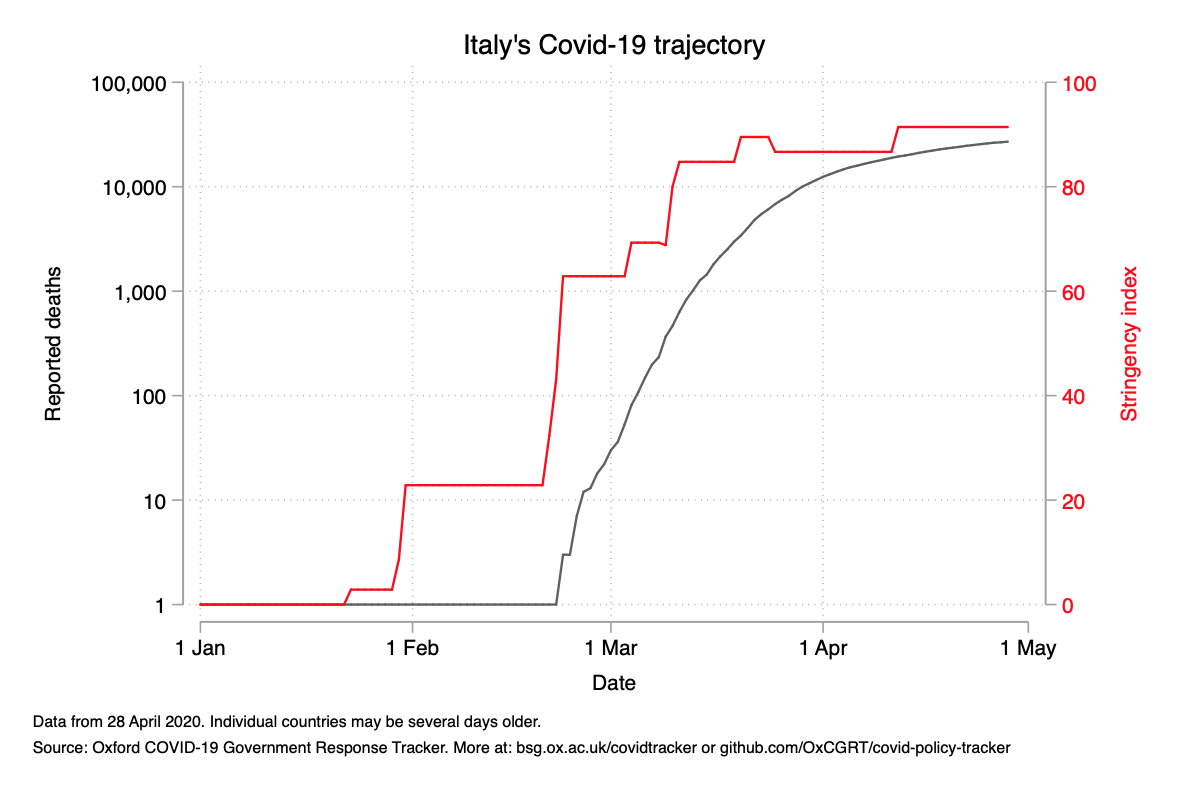 Italy's Covid-19 trajectory
100,000
10,000
1,000
100
10
1
Reported deaths
100
80
60
40
20
0
Stringency index
1 Jan 1 Feb 1 Mar 1 Apr 1 May
Date
Data from 28 April 2020. Individual countries may be several days older.
Source: Oxford COVID-19 Government Response Tracker. More at: bsg.ox.ac.uk/covidtracker or github.com/OxCGRT/covid-policy-tracker